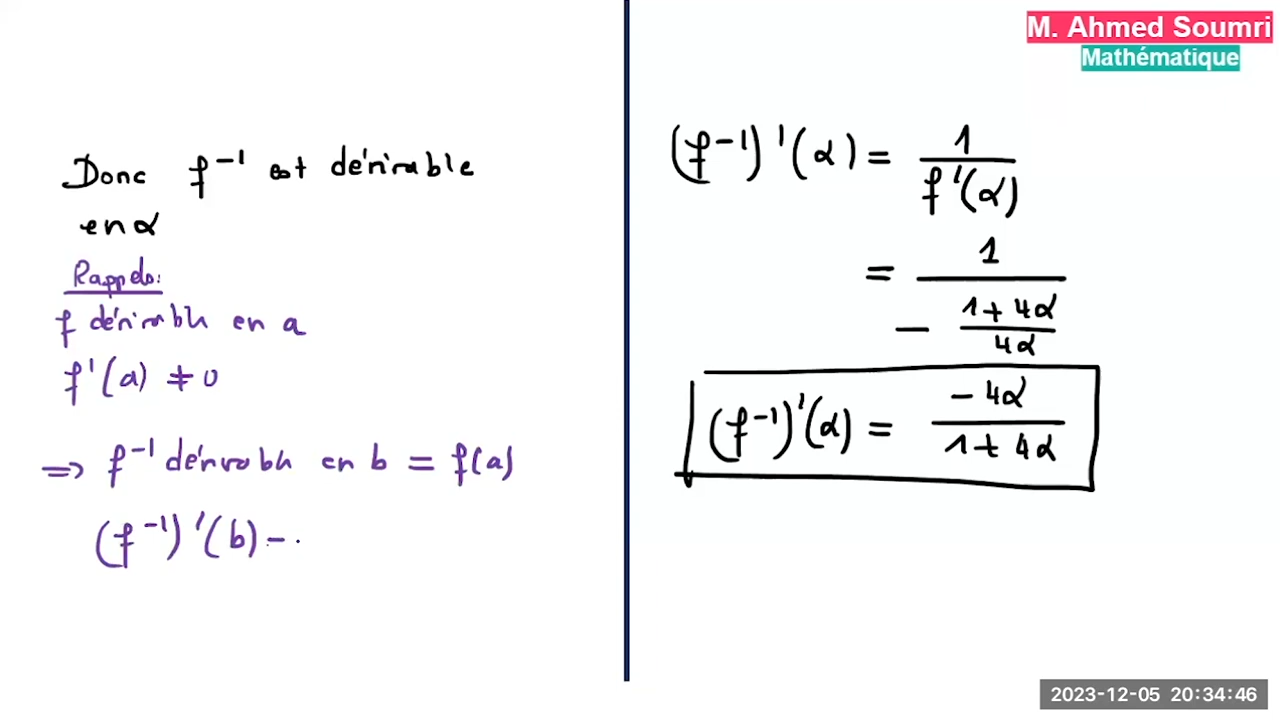 M. Ahmed Soumri
Mathématique
Donc f⁻¹ est dérivable
en α
Rappels:
f dérivable en a
f'(a) ≠ 0
=> f⁻¹ dérivable en b = f(a)
(f⁻¹)'(b) =
(f⁻¹)'(α) = 1 / f'(α)
= 1 / (- (1+4α)/(4α))
(f⁻¹)'(α) = -4α / (1+4α)
2023-12-05 20:34:46